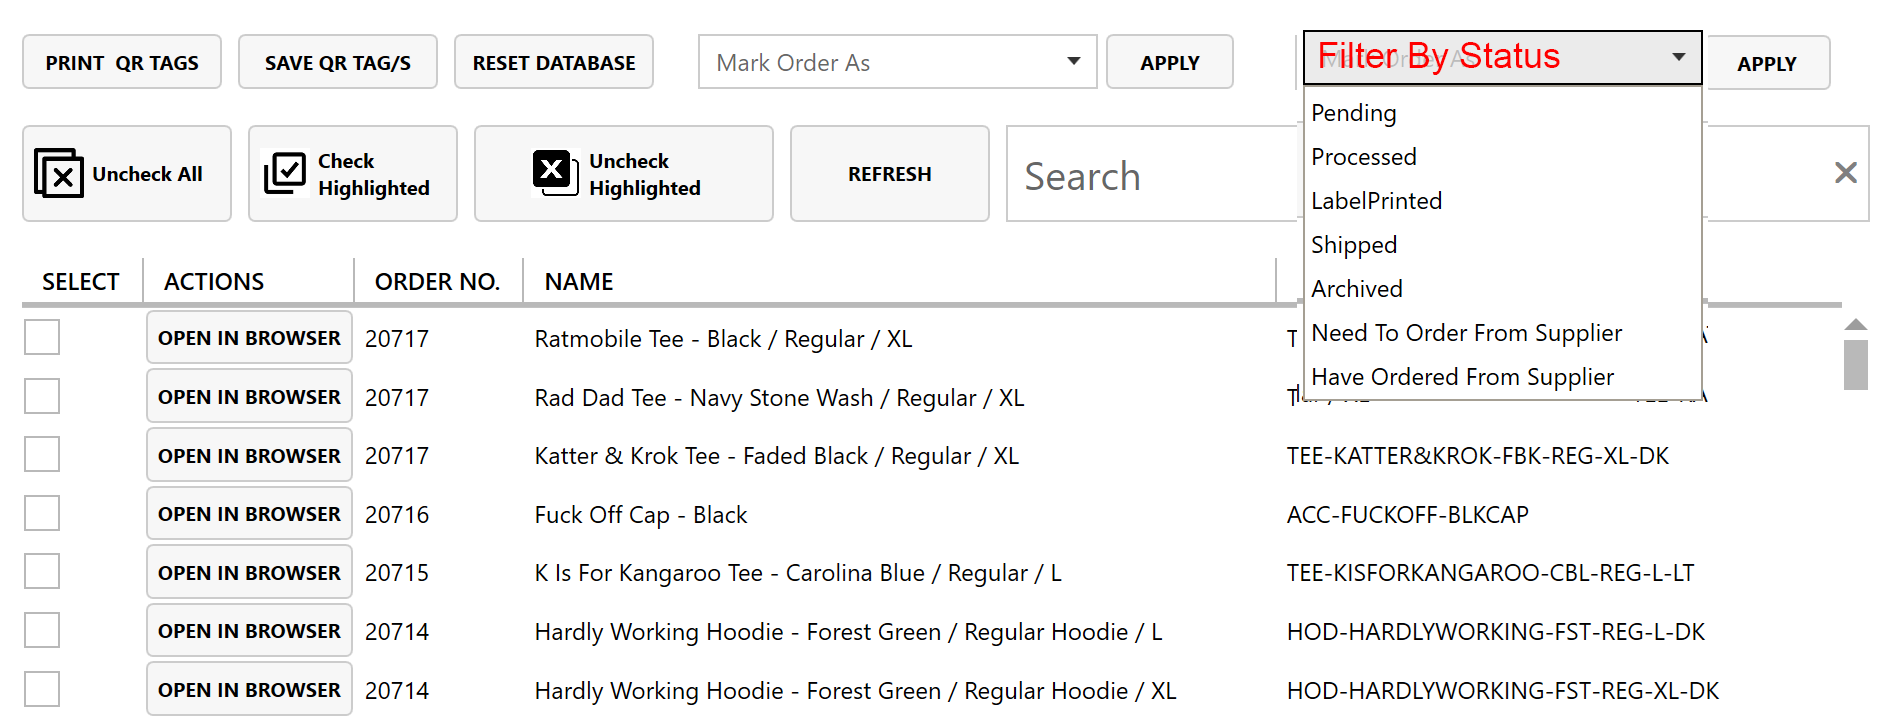 PRINT QR TAGS SAVE QR TAG/S RESET DATABASE Mark Order As APPLY Filter By Status APPLY
Pending
Processed
LabelPrinted
Shipped
Archived
Need To Order From Supplier
Have Ordered From Supplier
Uncheck All
Check
Highlighted
Uncheck
Highlighted
REFRESH
Search
SELECT ACTIONS ORDER NO. NAME
OPEN IN BROWSER 20717 Ratmobile Tee - Black / Regular / XL
OPEN IN BROWSER 20717 Rad Dad Tee - Navy Stone Wash / Regular / XL
OPEN IN BROWSER 20717 Katter & Krok Tee - Faded Black / Regular / XL TEE-KATTER&KROK-FBK-REG-XL-DK
OPEN IN BROWSER 20716 Fuck Off Cap - Black ACC-FUCKOFF-BLKCAP
OPEN IN BROWSER 20715 K Is For Kangaroo Tee - Carolina Blue / Regular / L TEE-KISFORKANGAROO-CBL-REG-L-LT
OPEN IN BROWSER 20714 Hardly Working Hoodie - Forest Green / Regular Hoodie / L HOD-HARDLYWORKING-FST-REG-L-DK
OPEN IN BROWSER 20714 Hardly Working Hoodie - Forest Green / Regular Hoodie / XL HOD-HARDLYWORKING-FST-REG-XL-DK